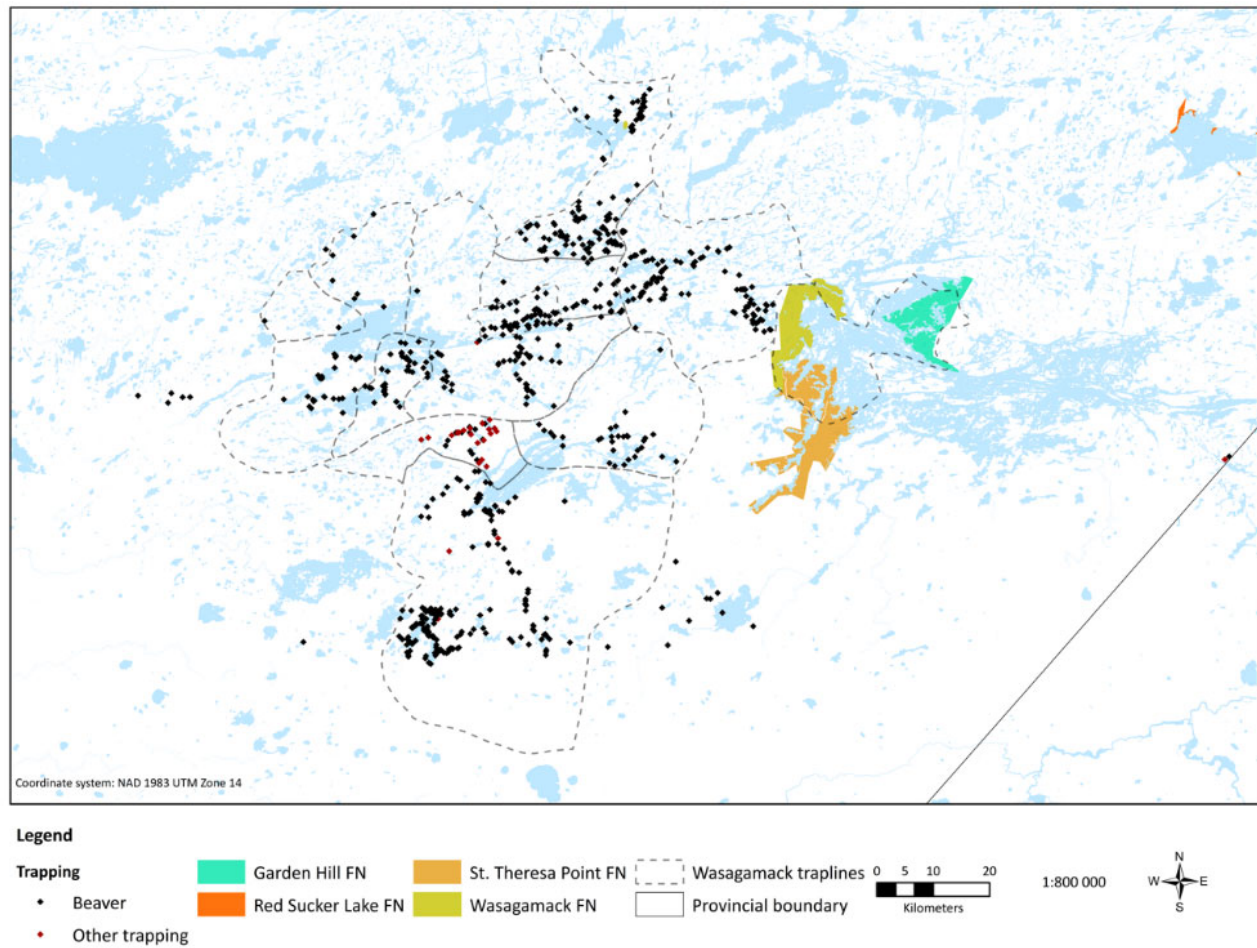 Coordinate system: NAD 1983 UTM Zone 14
Legend
Trapping
Beaver
Other trapping
Garden Hill FN
Red Sucker Lake FN
St. Theresa Point FN
Wasagamack FN
Wasagamack traplines
Provincial boundary
0 5 10 20
Kilometers
1:800 000
N
W E
S